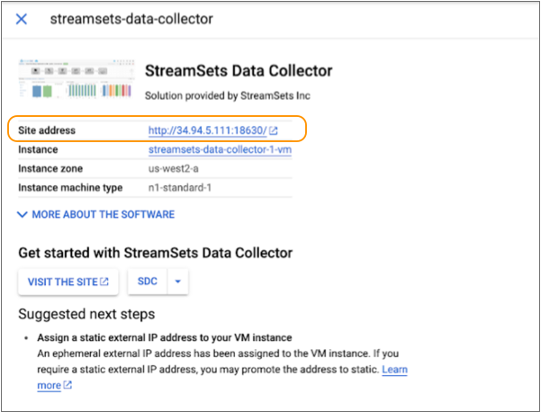 streamsets-data-collector
StreamSets Data Collector
Solution provided by StreamSets Inc
Site address http://34.94.5.111:18630/
Instance streamsets-data-collector-1-vm
Instance zone us-west2-a
Instance machine type n1-standard-1
MORE ABOUT THE SOFTWARE
Get started with StreamSets Data Collector
VISIT THE SITE SDC
Suggested next steps
• Assign a static external IP address to your VM instance
An ephemeral external IP address has been assigned to the VM instance. If you
require a static external IP address, you may promote the address to static. Learn
more